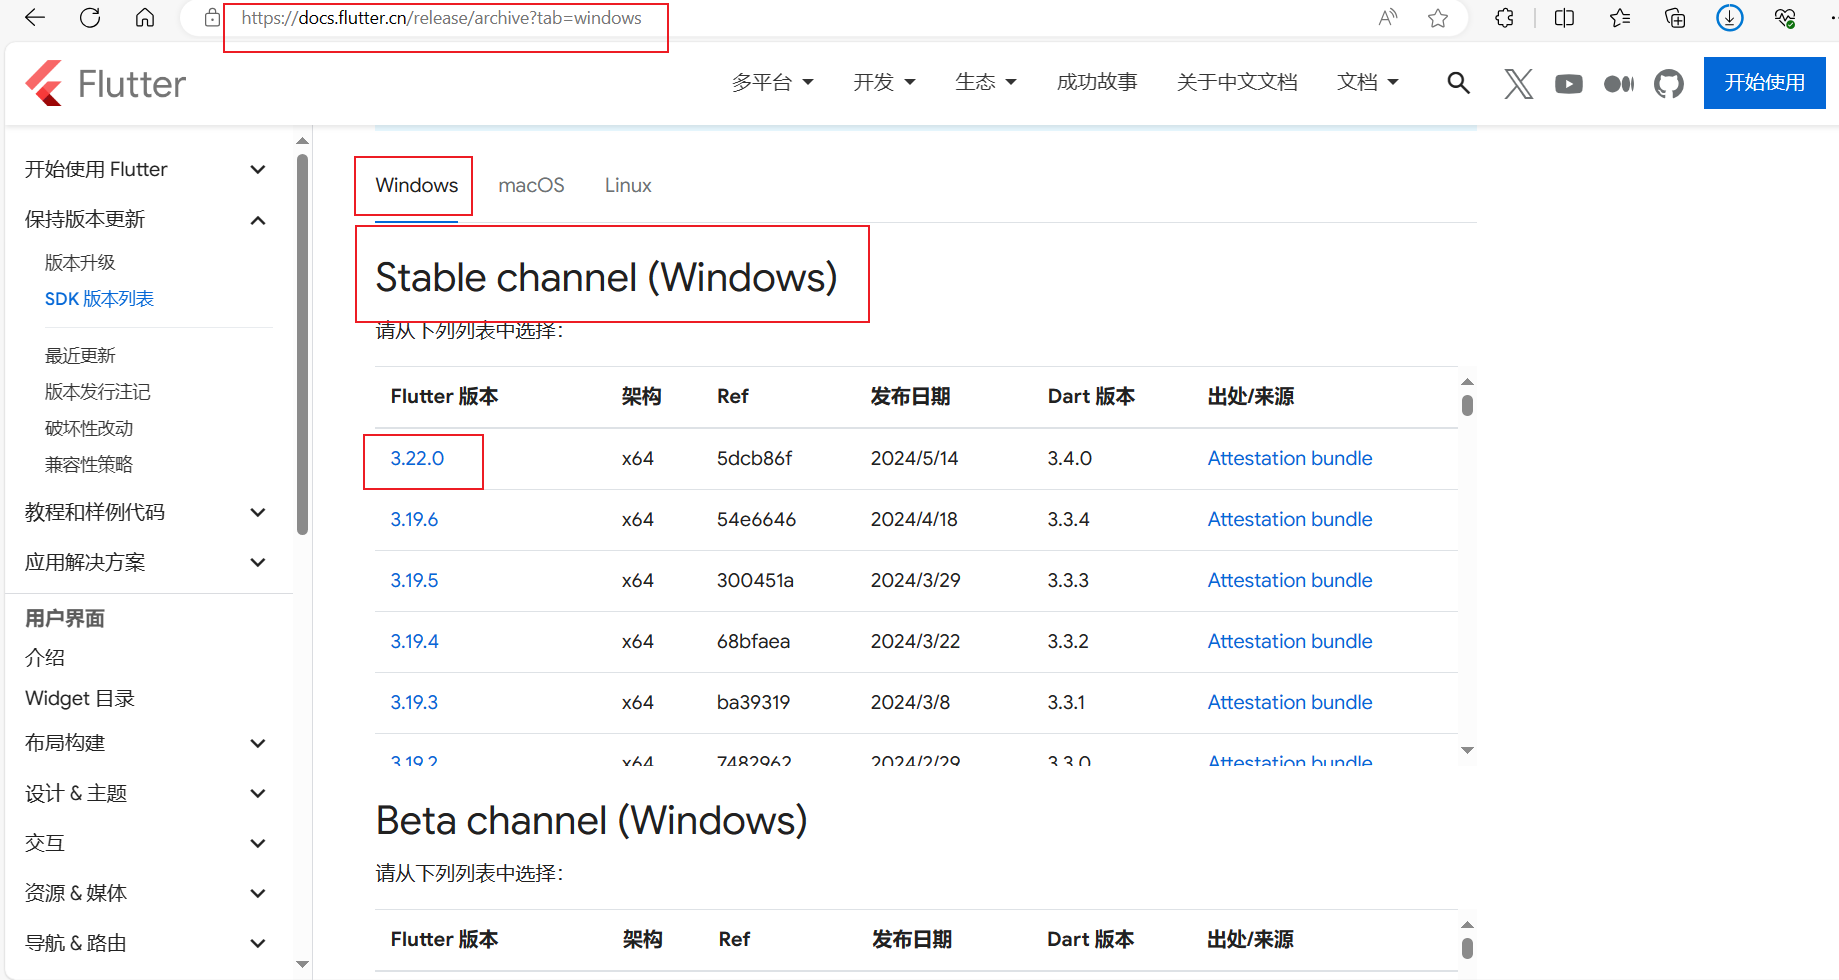 https://docs.flutter.cn/release/archive?tab=windows
Flutter
多平台 开发 生态 成功故事 关于中文文档 文档 开始使用
开始使用 Flutter
保持版本更新
版本升级
SDK 版本列表
最近更新
版本发行注记
破坏性改动
兼容性策略
教程和样例代码
应用解决方案
用户界面
介绍
Widget 目录
布局构建
设计 & 主题
交互
资源 & 媒体
导航 & 路由
Windows macOS Linux
Stable channel (Windows)
请从下列列表中选择：
Flutter 版本 架构 Ref 发布日期 Dart 版本 出处/来源
3.22.0 x64 5dcb86f 2024/5/14 3.4.0 Attestation bundle
3.19.6 x64 54e6646 2024/4/18 3.3.4 Attestation bundle
3.19.5 x64 300451a 2024/3/29 3.3.3 Attestation bundle
3.19.4 x64 68bfaea 2024/3/22 3.3.2 Attestation bundle
3.19.3 x64 ba39319 2024/3/8 3.3.1 Attestation bundle
3.19.2 x64 7482962 2024/2/29 3.3.0 Attestation bundle
Beta channel (Windows)
请从下列列表中选择：
Flutter 版本 架构 Ref 发布日期 Dart 版本 出处/来源